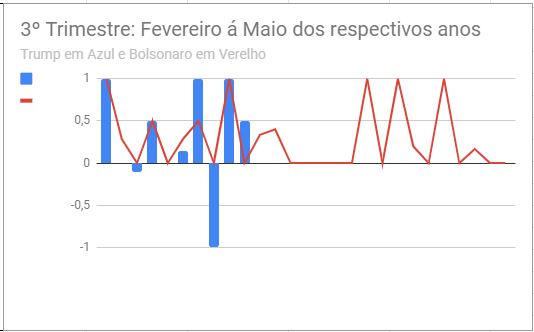 3º Trimestre: Fevereiro á Maio dos respectivos anos
Trump em Azul e Bolsonaro em Verelho
1
0,5
0
-0,5
-1